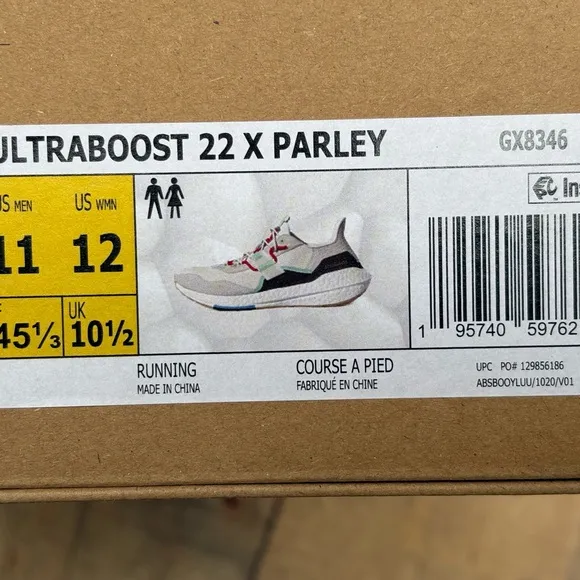 ULTRABOOST 22 X PARLEY
GX8346
US MEN
11
US WMN
12
45⅓
UK
10½
RUNNING
MADE IN CHINA
COURSE A PIED
FABRIQUÉ EN CHINE
1 95740 59762
UPC PO# 129856186
ABSBOOYLUU/1020/V01